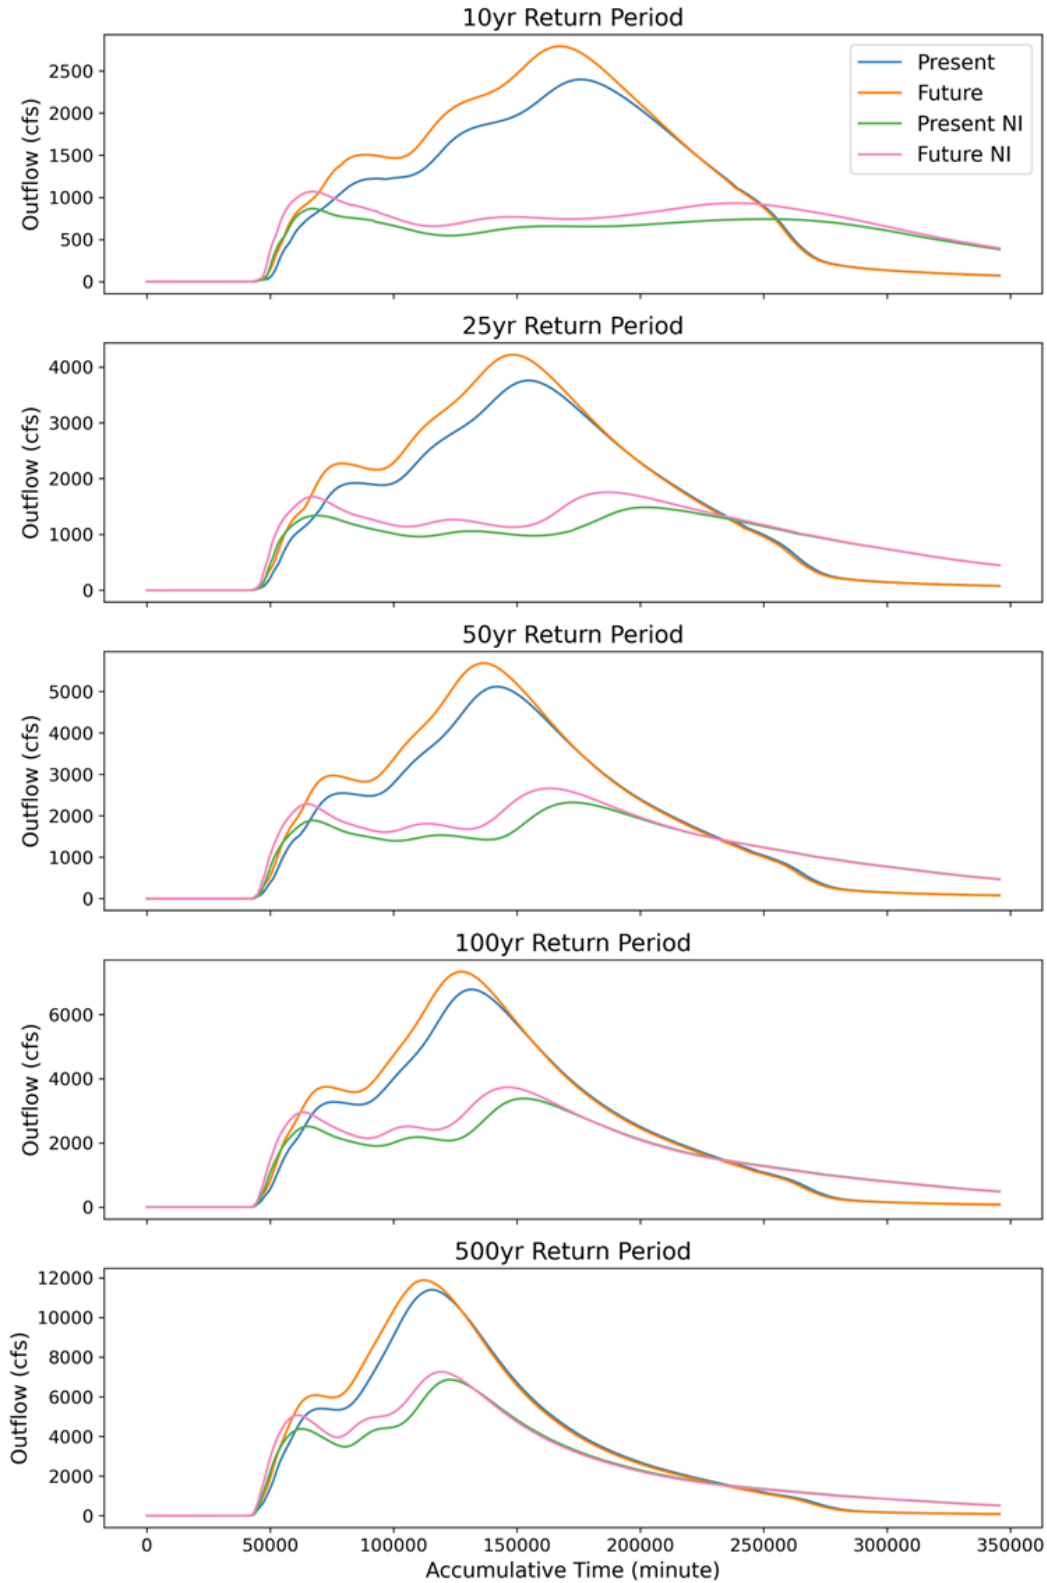 10yr Return Period
2500
2000
1500
1000
500
0
Outflow (cfs)
Present
Future
Present NI
Future NI
25yr Return Period
4000
3000
2000
1000
0
Outflow (cfs)
50yr Return Period
5000
4000
3000
2000
1000
0
Outflow (cfs)
100yr Return Period
6000
4000
2000
0
Outflow (cfs)
500yr Return Period
12000
10000
8000
6000
4000
2000
0
Outflow (cfs)
0 50000 100000 150000 200000 250000 300000 350000
Accumulative Time (minute)